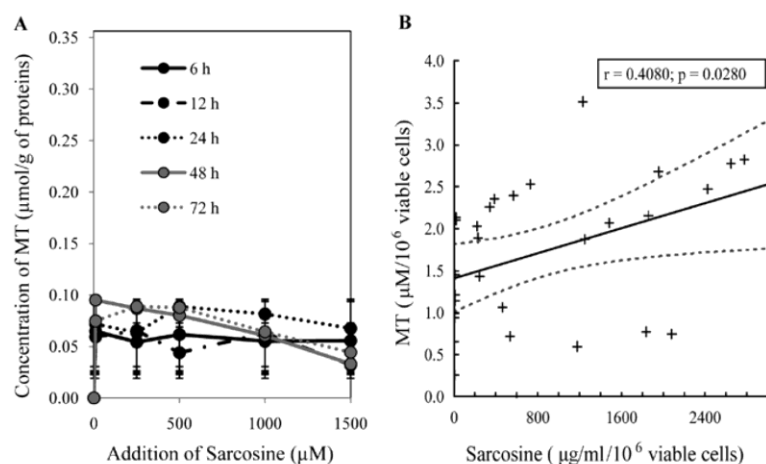 A
Concentration of MT (µmol/g of proteins)
0.35
0.30
0.25
0.20
0.15
0.10
0.05
0.00
6 h
12 h
24 h
48 h
72 h
0 500 1000 1500
Addition of Sarcosine (µM)
B
r = 0.4080; p = 0.0280
MT (µM/10⁶ viable cells)
4.0
3.5
3.0
2.5
2.0
1.5
1.0
0.5
0.0
0 800 1600 2400
Sarcosine ( µg/ml/10⁶ viable cells)